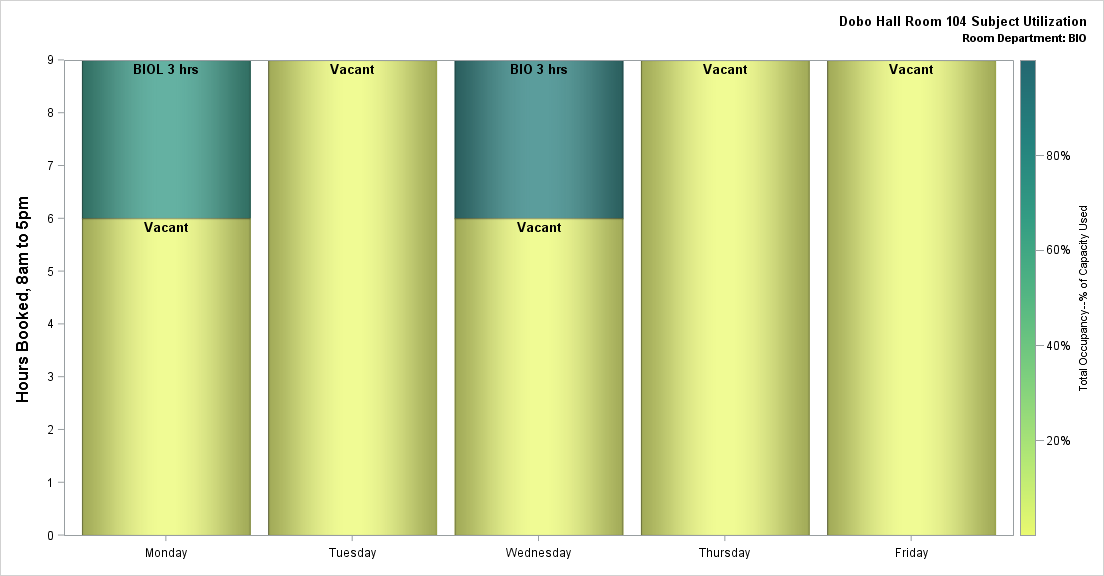 Dobo Hall Room 104 Subject Utilization
Room Department: BIO
Hours Booked, 8am to 5pm
9
8
7
6
5
4
3
2
1
0
BIOL 3 hrs
Vacant
Vacant
BIO 3 hrs
Vacant
Vacant
Vacant
Monday
Tuesday
Wednesday
Thursday
Friday
80%
60%
40%
20%
Total Occupancy--% of Capacity Used